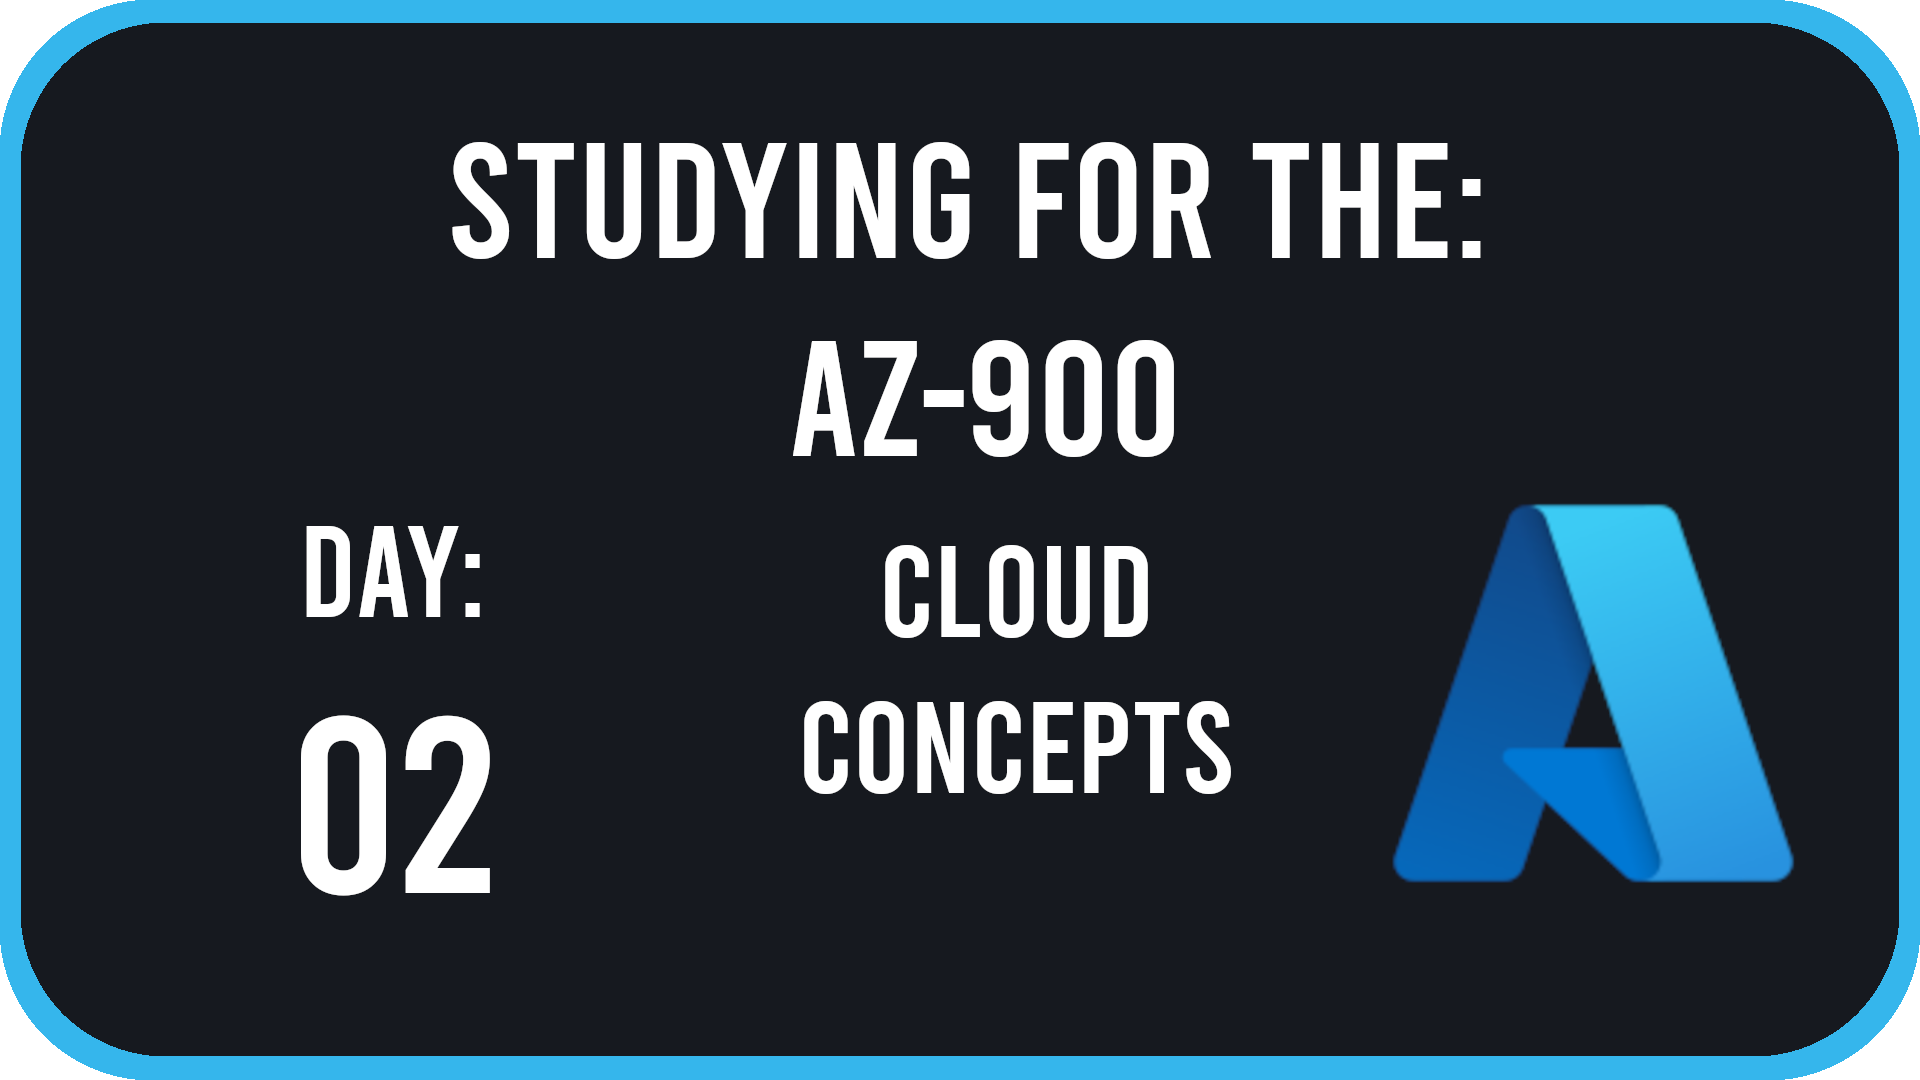 STUDYING FOR THE:
AZ-900
DAY:
02
CLOUD
CONCEPTS